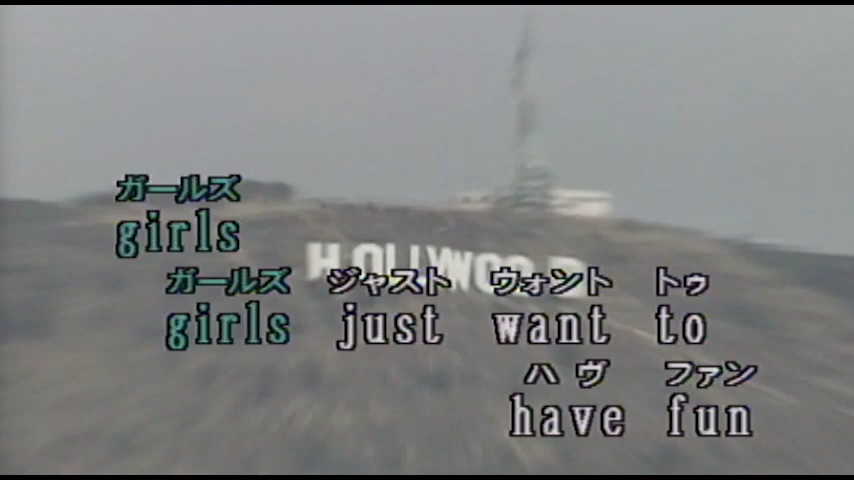 ガールズ
girls
HOLLYWOOD
ガールズ ジャスト ウォント トゥ
girls just want to
ハヴ ファン
have fun